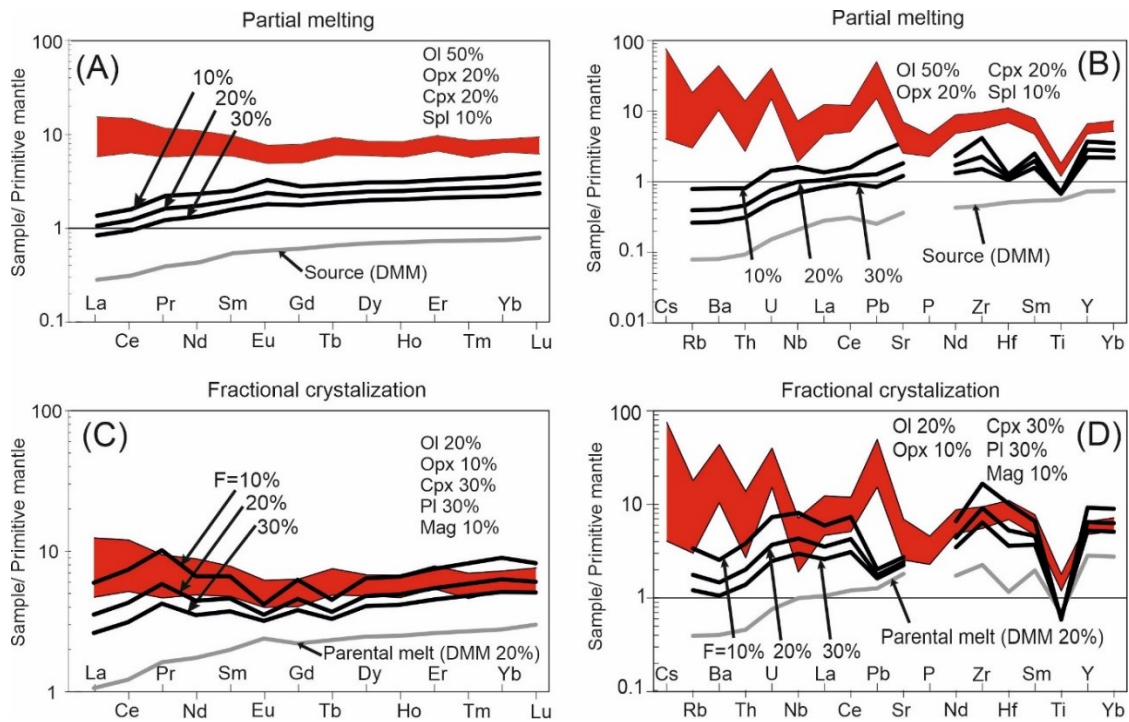 Partial melting
Partial melting
(A)
100
10
1
0.1
Sample/ Primitive mantle
10%
20%
30%
Ol 50%
Opx 20%
Cpx 20%
Spl 10%
Source (DMM)
La Pr Sm Gd Dy Er Yb
Ce Nd Eu Tb Ho Tm Lu
(B)
100
10
1
0.1
0.01
Sample/ Primitive mantle
Ol 50% Cpx 20%
Opx 20% Spl 10%
10%
20%
30%
Source (DMM)
Cs Ba U La Pb P Zr Sm Y
Rb Th Nb Ce Sr Nd Hf Ti Yb
Fractional crystalization
Fractional crystalization
(C)
100
10
1
Sample/ Primitive mantle
F=10%
20%
30%
Ol 20%
Opx 10%
Cpx 30%
Pl 30%
Mag 10%
Parental melt (DMM 20%)
La Pr Sm Gd Dy Er Yb
Ce Nd Eu Tb Ho Tm Lu
(D)
100
10
1
0.1
Sample/ Primitive mantle
Ol 20% Cpx 30%
Opx 10% Pl 30%
Mag 10%
F=10%
20%
30%
Parental melt (DMM 20%)
Cs Ba U La Pb P Zr Sm Y
Rb Th Nb Ce Sr Nd Hf Ti Yb